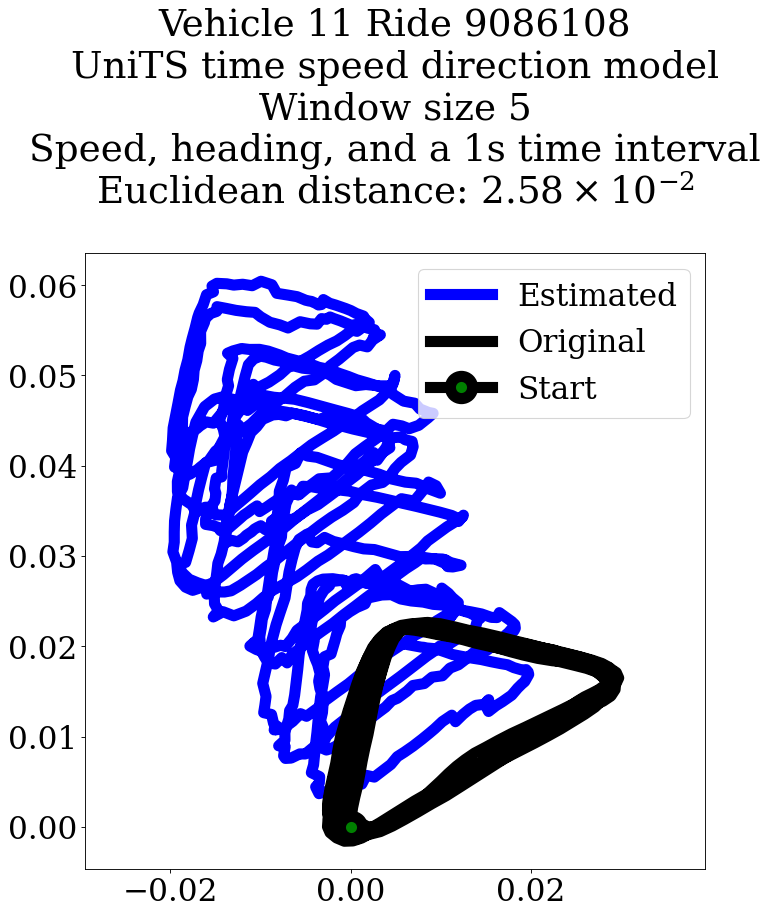 Vehicle 11 Ride 9086108
UniTS time speed direction model
Window size 5
Speed, heading, and a 1s time interval
Euclidean distance: 2.58 × 10⁻²
Estimated
Original
Start
0.06
0.05
0.04
0.03
0.02
0.01
0.00
−0.02
0.00
0.02